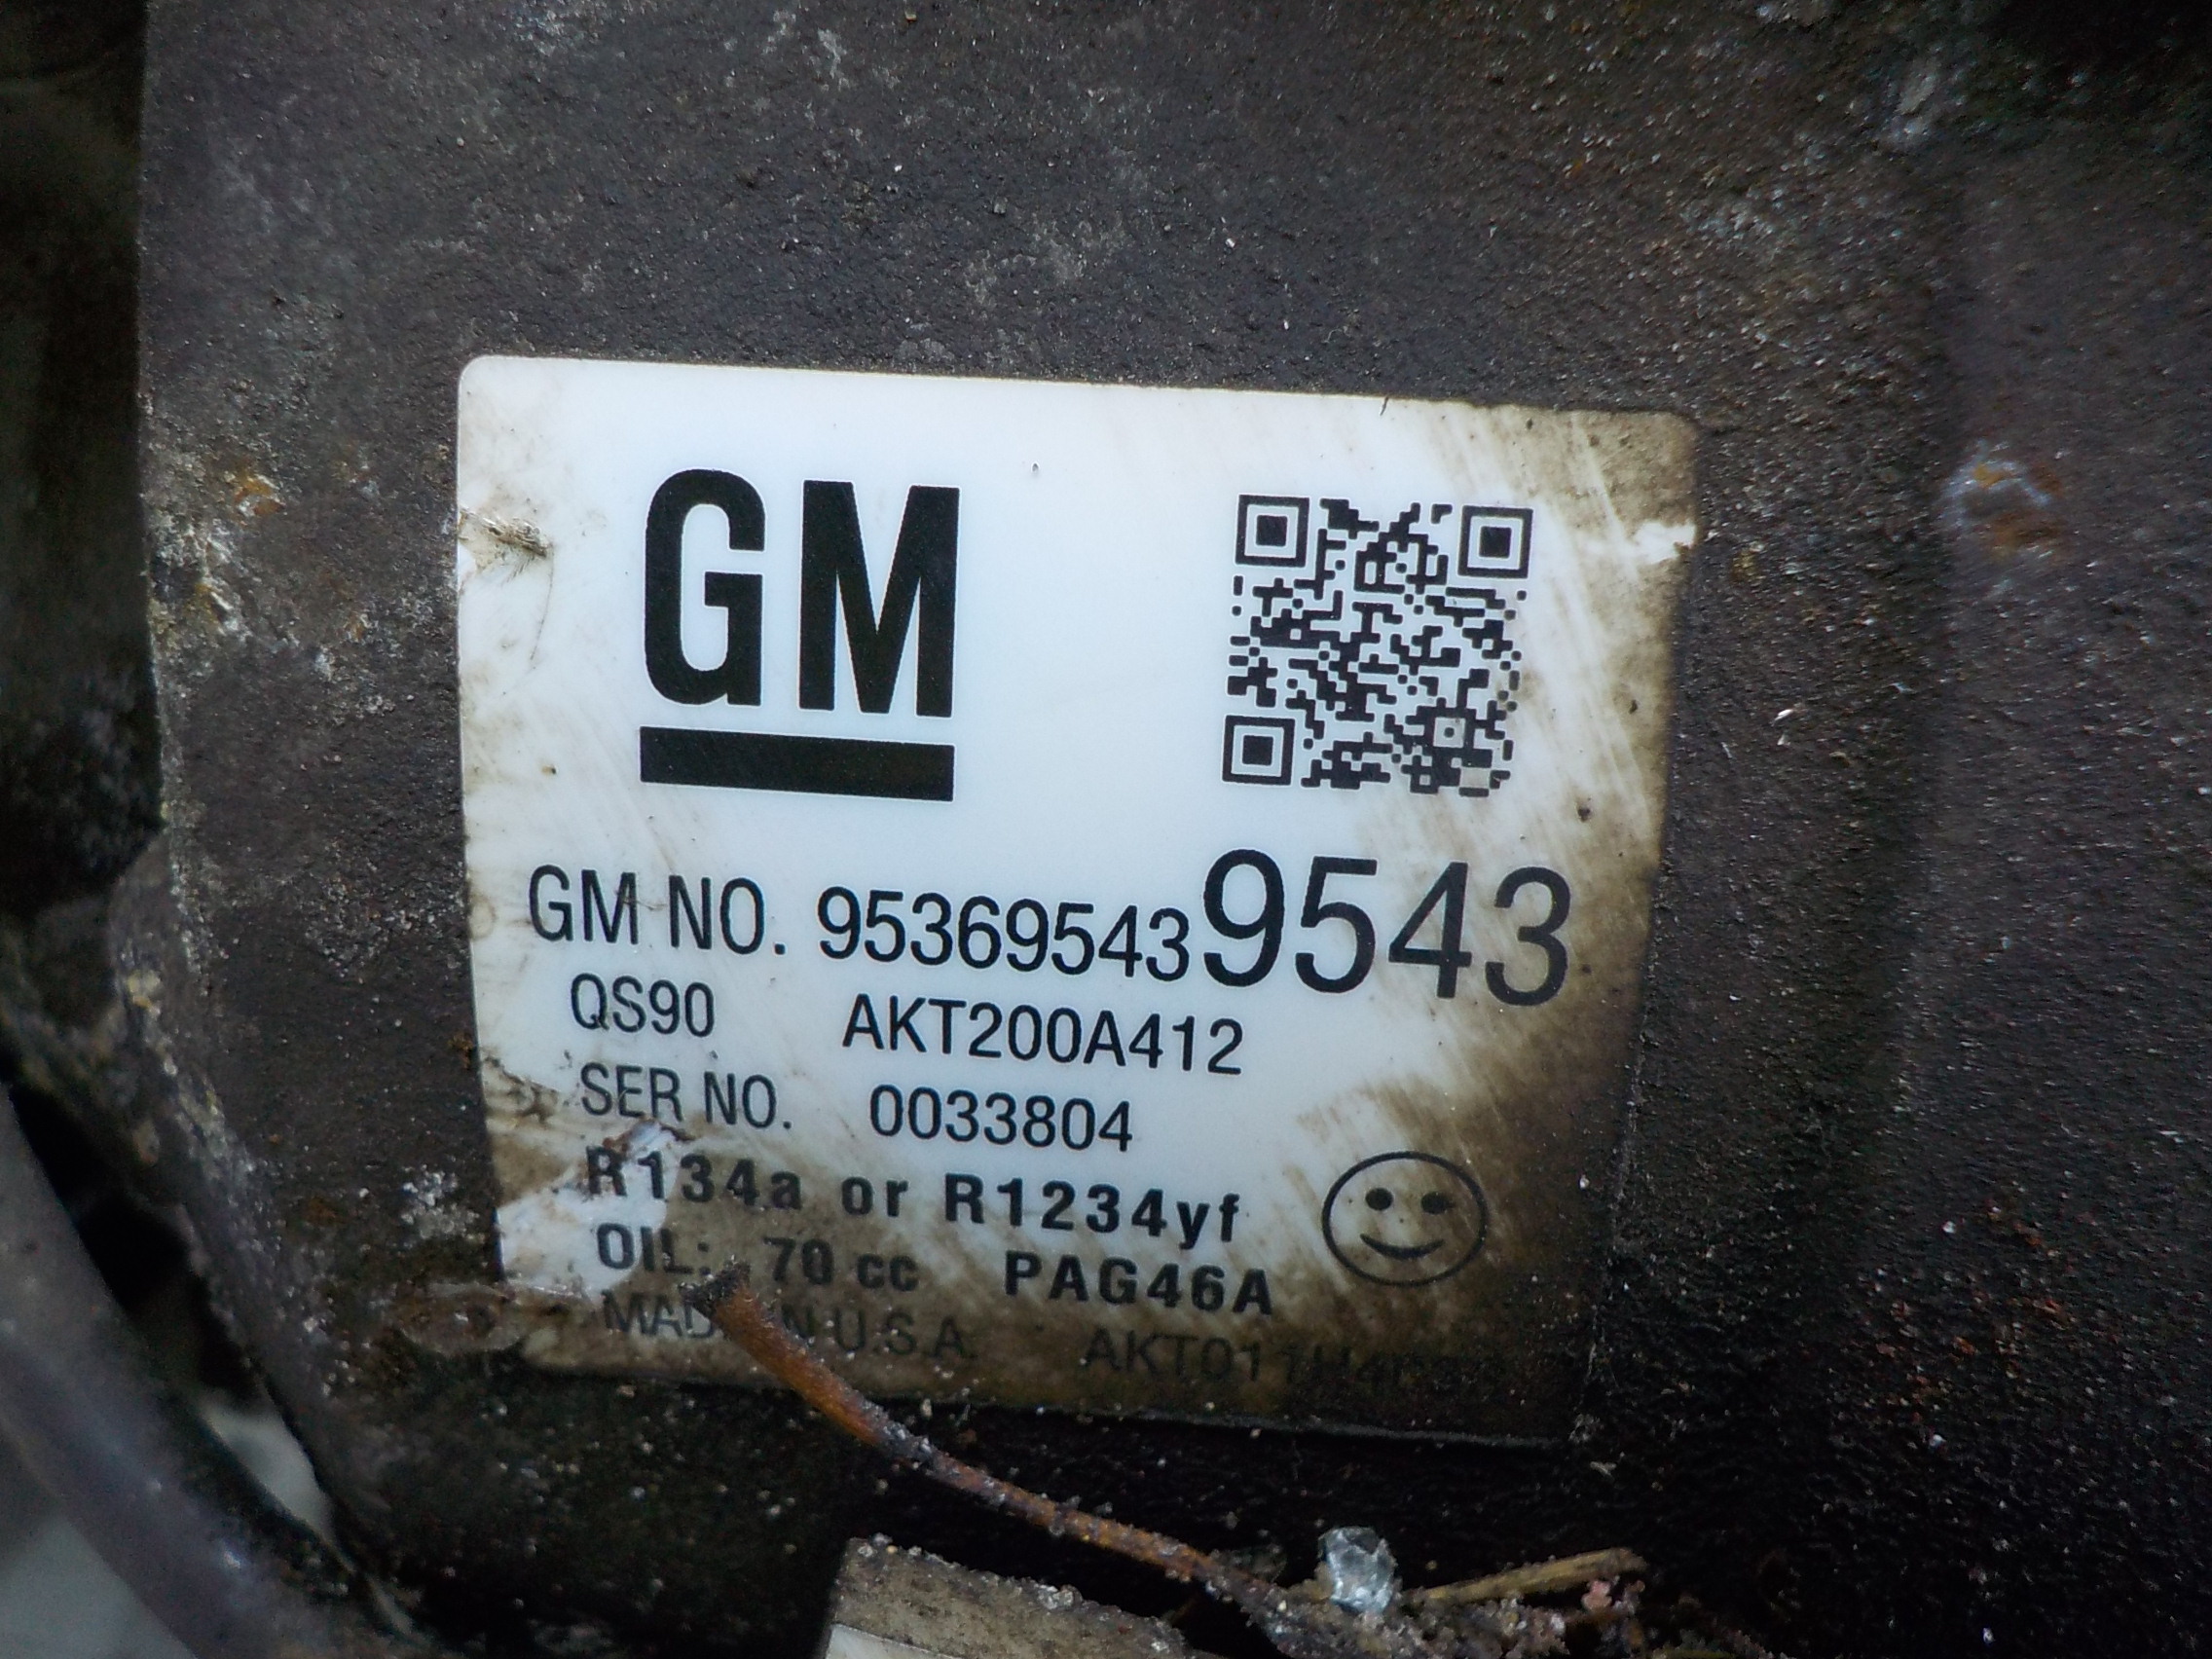 GM
GM NO. 95369543 9543
QS90 AKT200A412
SER NO. 0033804
R134a or R1234yf
OIL: 70 cc PAG46A
U.S.A.